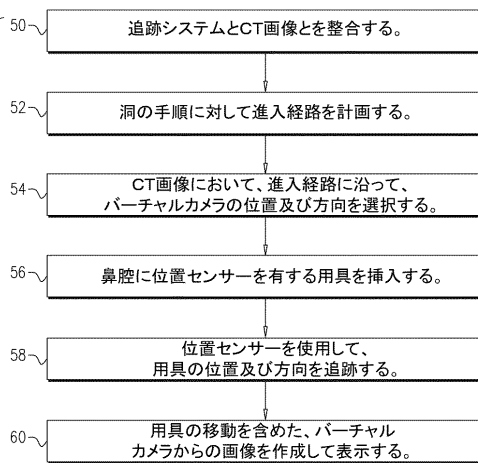 50
追跡システムとCT画像とを整合する。
52
洞の手順に対して進入経路を計画する。
54
CT画像において、進入経路に沿って、
バーチャルカメラの位置及び方向を選択する。
56
鼻腔に位置センサーを有する用具を挿入する。
58
位置センサーを使用して、
用具の位置及び方向を追跡する。
60
用具の移動を含めた、バーチャル
カメラからの画像を作成して表示する。